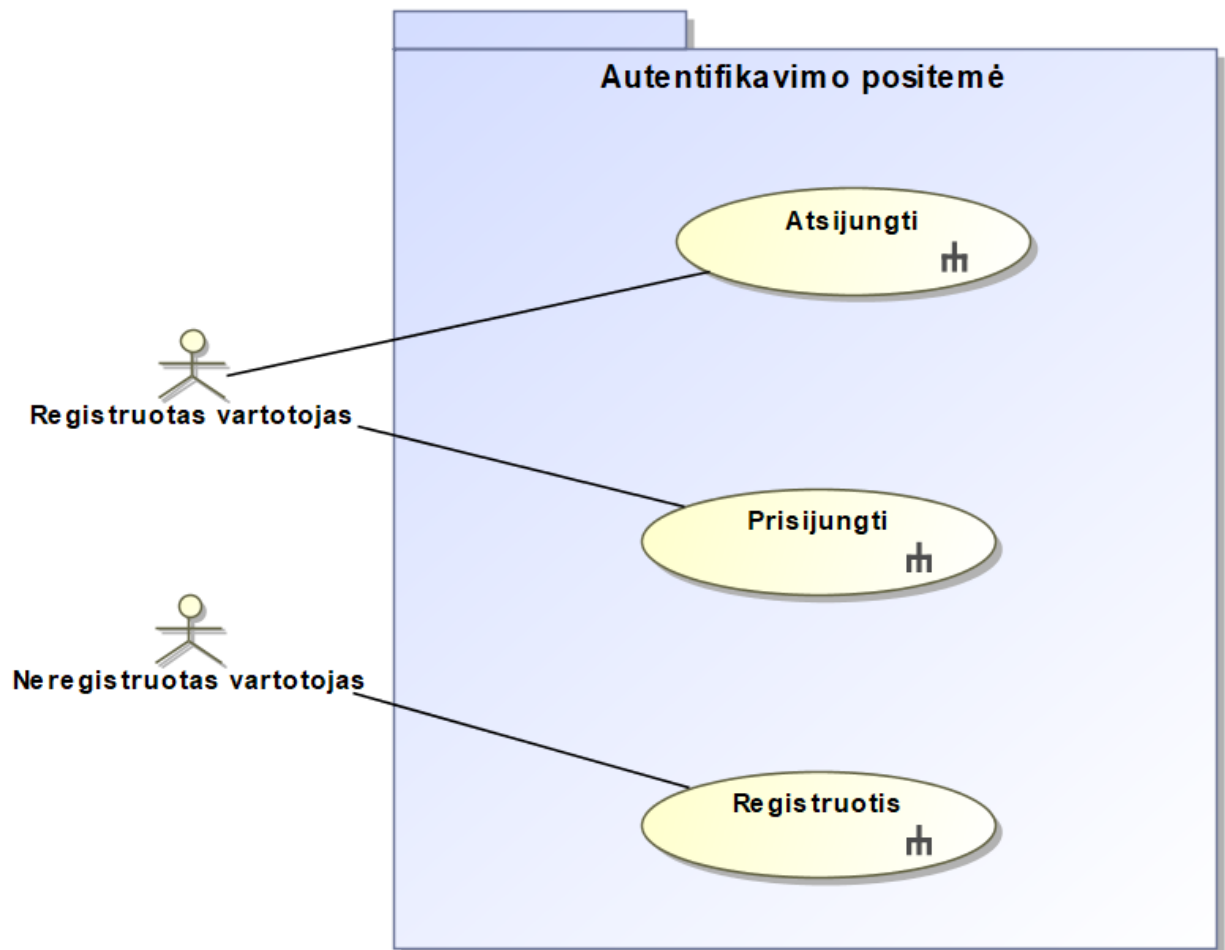 Autentifikavimo positemė
Atsijungti
Registruotas vartotojas
Prisijungti
Neregistruotas vartotojas
Registruotis